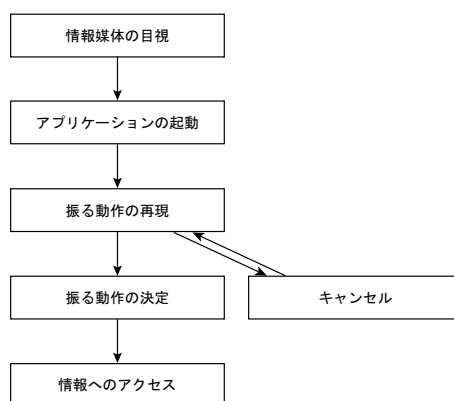 情報媒体の目視
アプリケーションの起動
振る動作の再現
振る動作の決定
キャンセル
情報へのアクセス